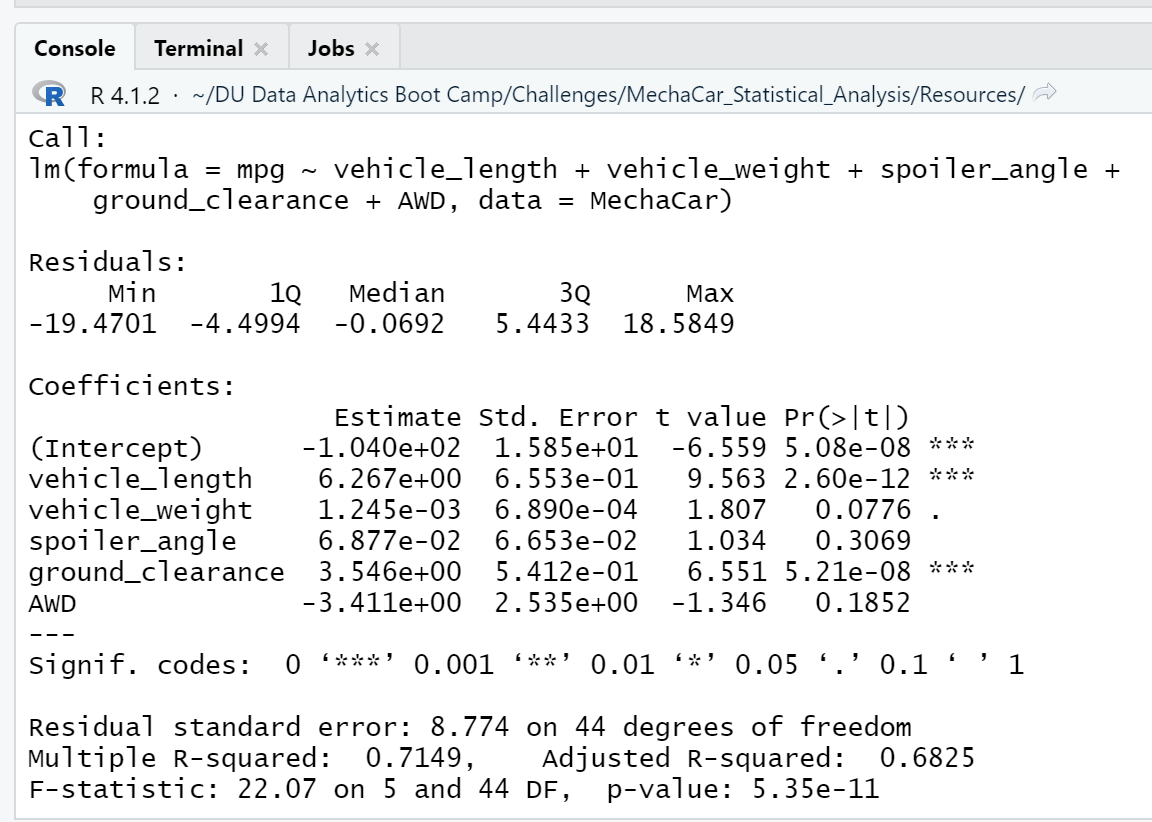 Console Terminal × Jobs ×
R R 4.1.2 · ~/DU Data Analytics Boot Camp/Challenges/MechaCar_Statistical_Analysis/Resources/
Call:
lm(formula = mpg ~ vehicle_length + vehicle_weight + spoiler_angle +
    ground_clearance + AWD, data = MechaCar)

Residuals:
     Min       1Q   Median       3Q      Max
-19.4701  -4.4994  -0.0692   5.4433  18.5849

Coefficients:
                   Estimate Std. Error t value Pr(>|t|)
(Intercept)      -1.040e+02  1.585e+01  -6.559 5.08e-08 ***
vehicle_length    6.267e+00  6.553e-01   9.563 2.60e-12 ***
vehicle_weight    1.245e-03  6.890e-04   1.807   0.0776 .
spoiler_angle     6.877e-02  6.653e-02   1.034   0.3069
ground_clearance  3.546e+00  5.412e-01   6.551 5.21e-08 ***
AWD              -3.411e+00  2.535e+00  -1.346   0.1852
---
Signif. codes:  0 ‘***’ 0.001 ‘**’ 0.01 ‘*’ 0.05 ‘.’ 0.1 ‘ ’ 1

Residual standard error: 8.774 on 44 degrees of freedom
Multiple R-squared:  0.7149,    Adjusted R-squared:  0.6825
F-statistic: 22.07 on 5 and 44 DF,  p-value: 5.35e-11